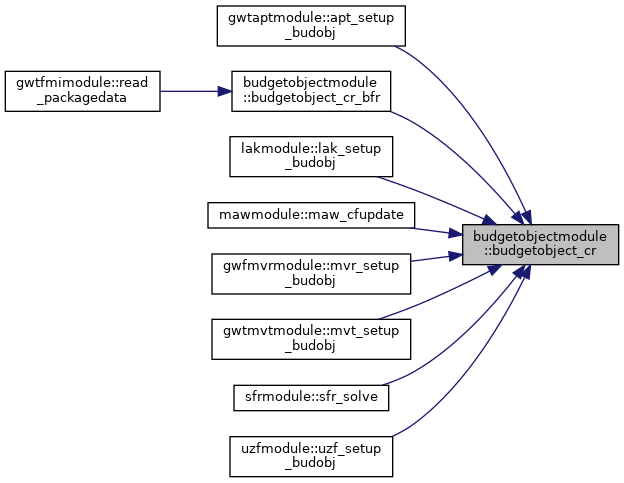 gwtaptmodule::apt_setup
_budobj
gwtfmimodule::read
_packagedata
budgetobjectmodule
::budgetobject_cr_bfr
lakmodule::lak_setup
_budobj
mawmodule::maw_cfupdate
budgetobjectmodule
::budgetobject_cr
gwfmvrmodule::mvr_setup
_budobj
gwtmvtmodule::mvt_setup
_budobj
sfrmodule::sfr_solve
uzfmodule::uzf_setup
_budobj